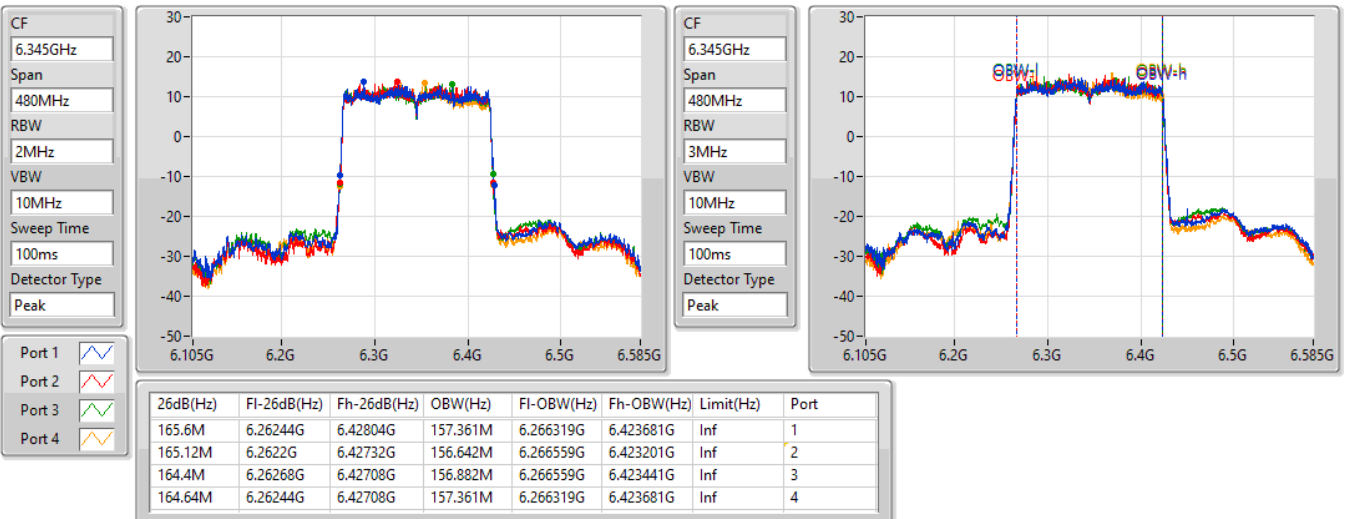 CF
6.345GHz
Span
480MHz
RBW
2MHz
VBW
10MHz
Sweep Time
100ms
Detector Type
Peak
30
20
10
0
-10
-20
-30
-40
-50
6.105G 6.2G 6.3G 6.4G 6.5G 6.585G
CF
6.345GHz
Span
480MHz
RBW
3MHz
VBW
10MHz
Sweep Time
100ms
Detector Type
Peak
30
20
10
0
-10
-20
-30
-40
-50
OBW-l OBW-h
6.105G 6.2G 6.3G 6.4G 6.5G 6.585G
Port 1
Port 2
Port 3
Port 4
26dB(Hz) Fl-26dB(Hz) Fh-26dB(Hz) OBW(Hz) Fl-OBW(Hz) Fh-OBW(Hz) Limit(Hz) Port
165.6M 6.26244G 6.42804G 157.361M 6.266319G 6.423681G Inf 1
165.12M 6.2622G 6.42732G 156.642M 6.266559G 6.423201G Inf 2
164.4M 6.26268G 6.42708G 156.882M 6.266559G 6.423441G Inf 3
164.64M 6.26244G 6.42708G 157.361M 6.266319G 6.423681G Inf 4